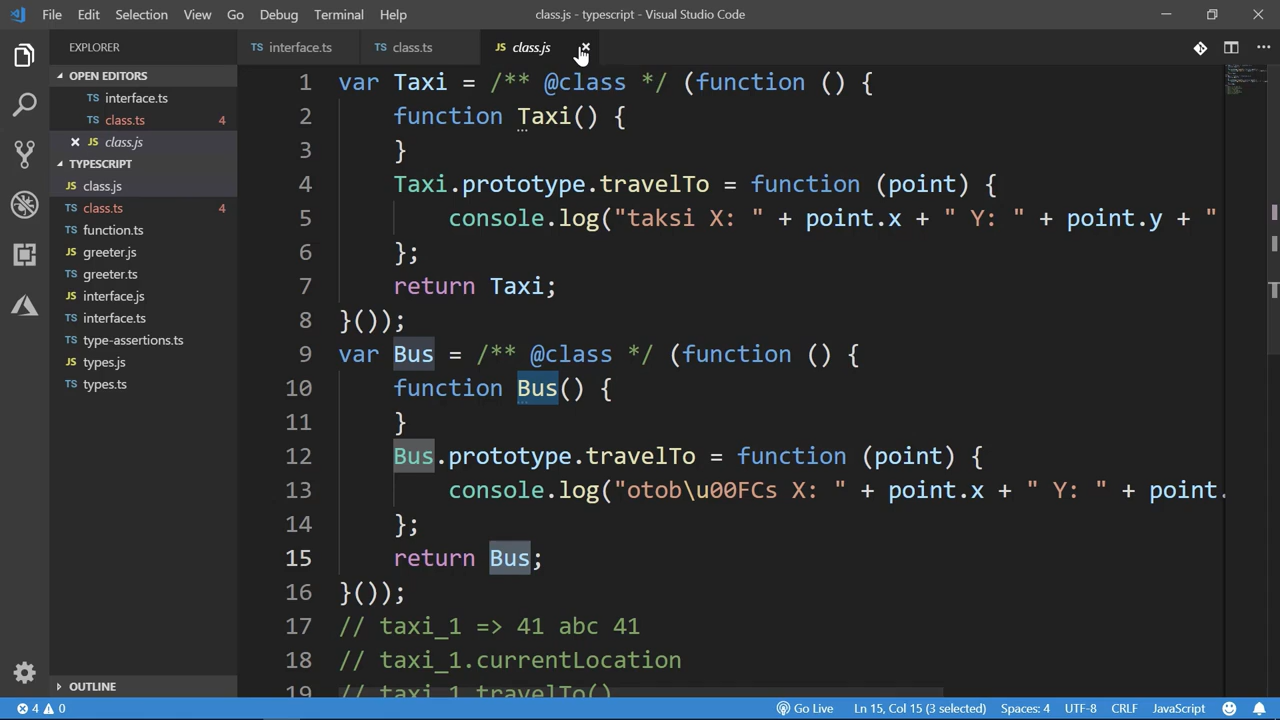 File Edit Selection View Go Debug Terminal Help class.js - typescript - Visual Studio Code
EXPLORER
TS interface.ts TS class.ts JS class.js
OPEN EDITORS
TS interface.ts
TS class.ts 4
JS class.js
TYPESCRIPT
JS class.js
TS class.ts 4
TS function.ts
JS greeter.js
TS greeter.ts
JS interface.js
TS interface.ts
TS type-assertions.ts
JS types.js
TS types.ts
OUTLINE
1 var Taxi = /** @class */ (function () {
2 function Taxi() {
3 }
4 Taxi.prototype.travelTo = function (point) {
5 console.log("taksi X: " + point.x + " Y: " + point.y + "
6 };
7 return Taxi;
8 }());
9 var Bus = /** @class */ (function () {
10 function Bus() {
11 }
12 Bus.prototype.travelTo = function (point) {
13 console.log("otob\u00FCs X: " + point.x + " Y: " + point.
14 };
15 return Bus;
16 }());
17 // taxi_1 => 41 abc 41
18 // taxi_1.currentLocation
19 // taxi_1.travelTo()
4 0 Go Live Ln 15, Col 15 (3 selected) Spaces: 4 UTF-8 CRLF JavaScript